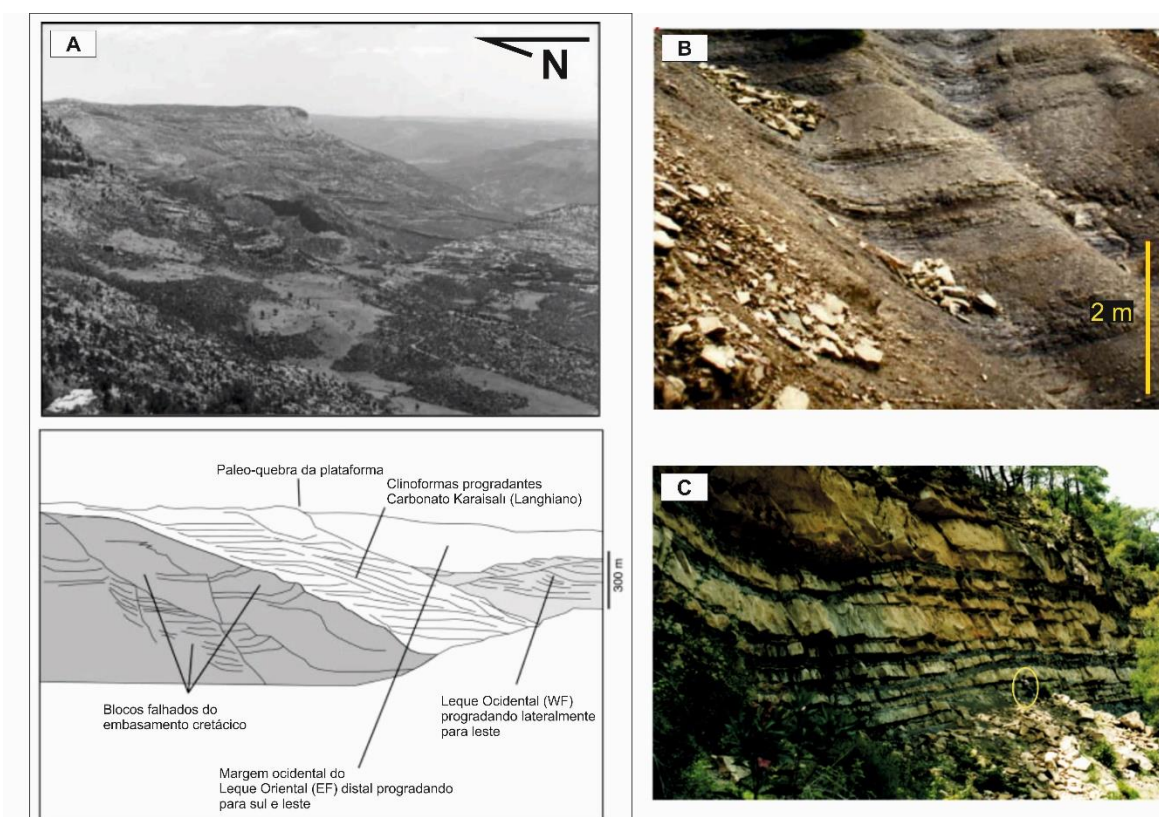 A
N
Paleo-quebra da plataforma
Clinoformas progradantes
Carbonato Karaisalı (Langhiano)
300 m
Blocos falhados do
embasamento cretácico
Leque Ocidental (WF)
progradando lateralmente
para leste
Margem ocidental do
Leque Oriental (EF) distal progradando
para sul e leste
B
2 m
C